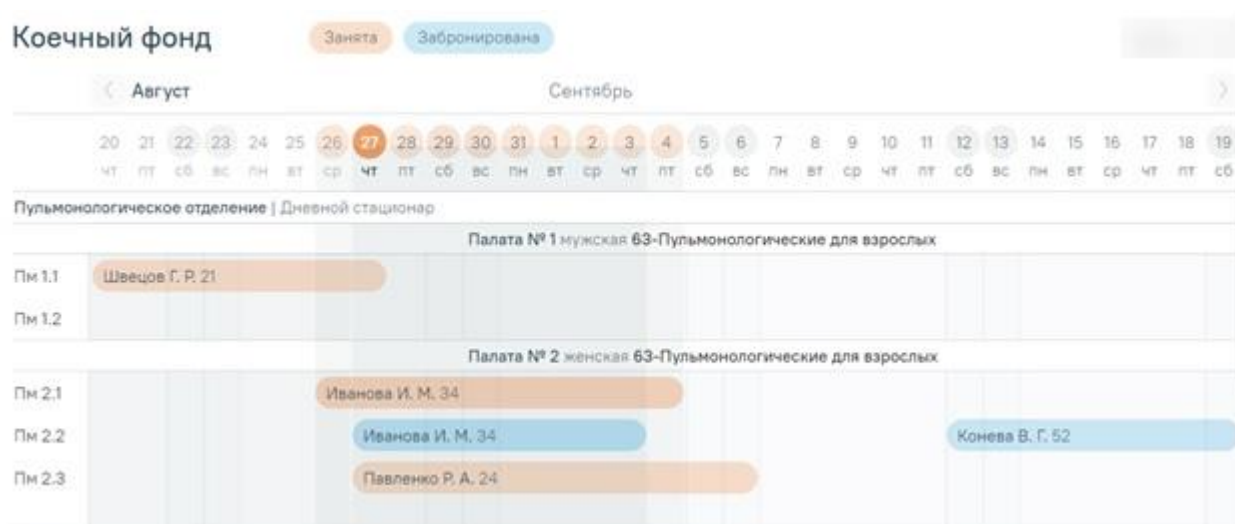 Коечный фонд Занята Забронирована
Август Сентябрь
20 21 22 23 24 25 26 27 28 29 30 31 1 2 3 4 5 6 7 8 9 10 11 12 13 14 15 16 17 18 19
чт пт сб вс пн вт ср чт пт сб вс пн вт ср чт пт сб вс пн вт ср чт пт сб вс пн вт ср чт пт сб
Пульмонологическое отделение | Дневной стационар
Палата № 1 мужская 63-Пульмонологические для взрослых
Пм 1.1 Швецов Г. Р. 21
Пм 1.2
Палата № 2 женская 63-Пульмонологические для взрослых
Пм 2.1 Иванова И. М. 34
Пм 2.2 Иванова И. М. 34 Конева В. Г. 52
Пм 2.3 Павленко Р. А. 24